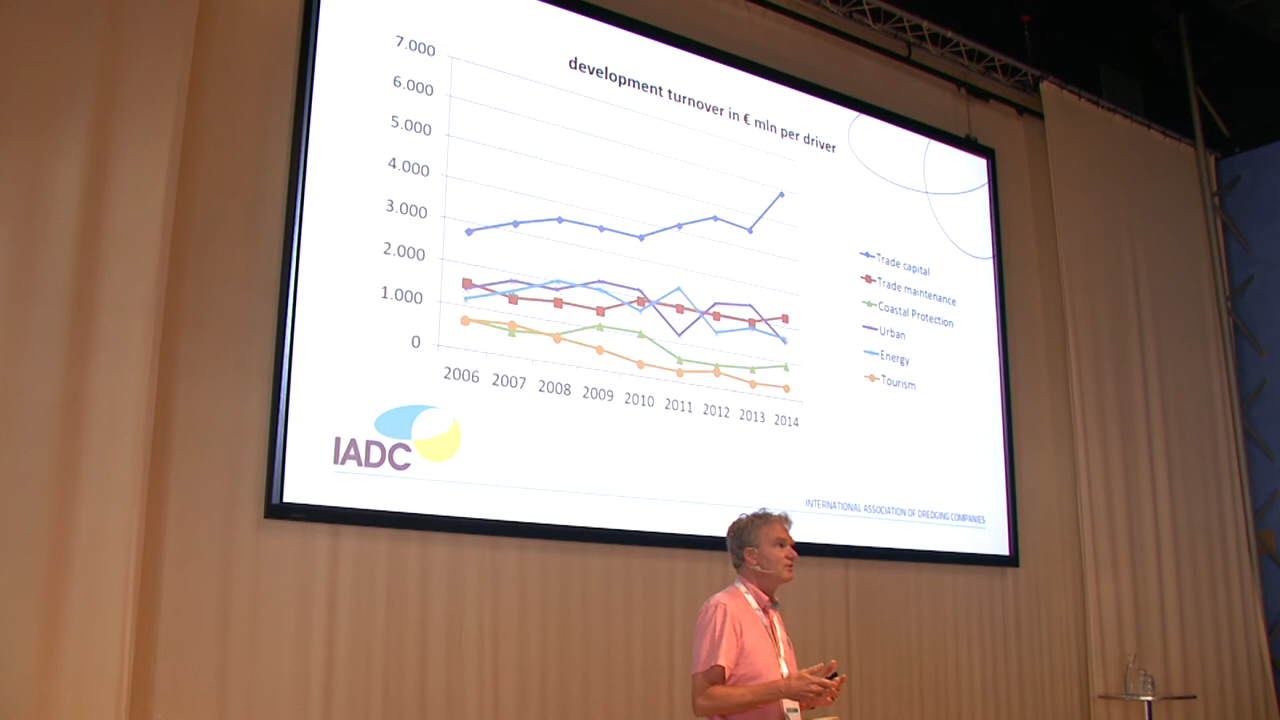 development turnover in € mln per driver
7.000
6.000
5.000
4.000
3.000
2.000
1.000
0
2006 2007 2008 2009 2010 2011 2012 2013 2014
Trade capital
Trade maintenance
Coastal Protection
Urban
Energy
Tourism
IADC
INTERNATIONAL ASSOCIATION OF DREDGING COMPANIES